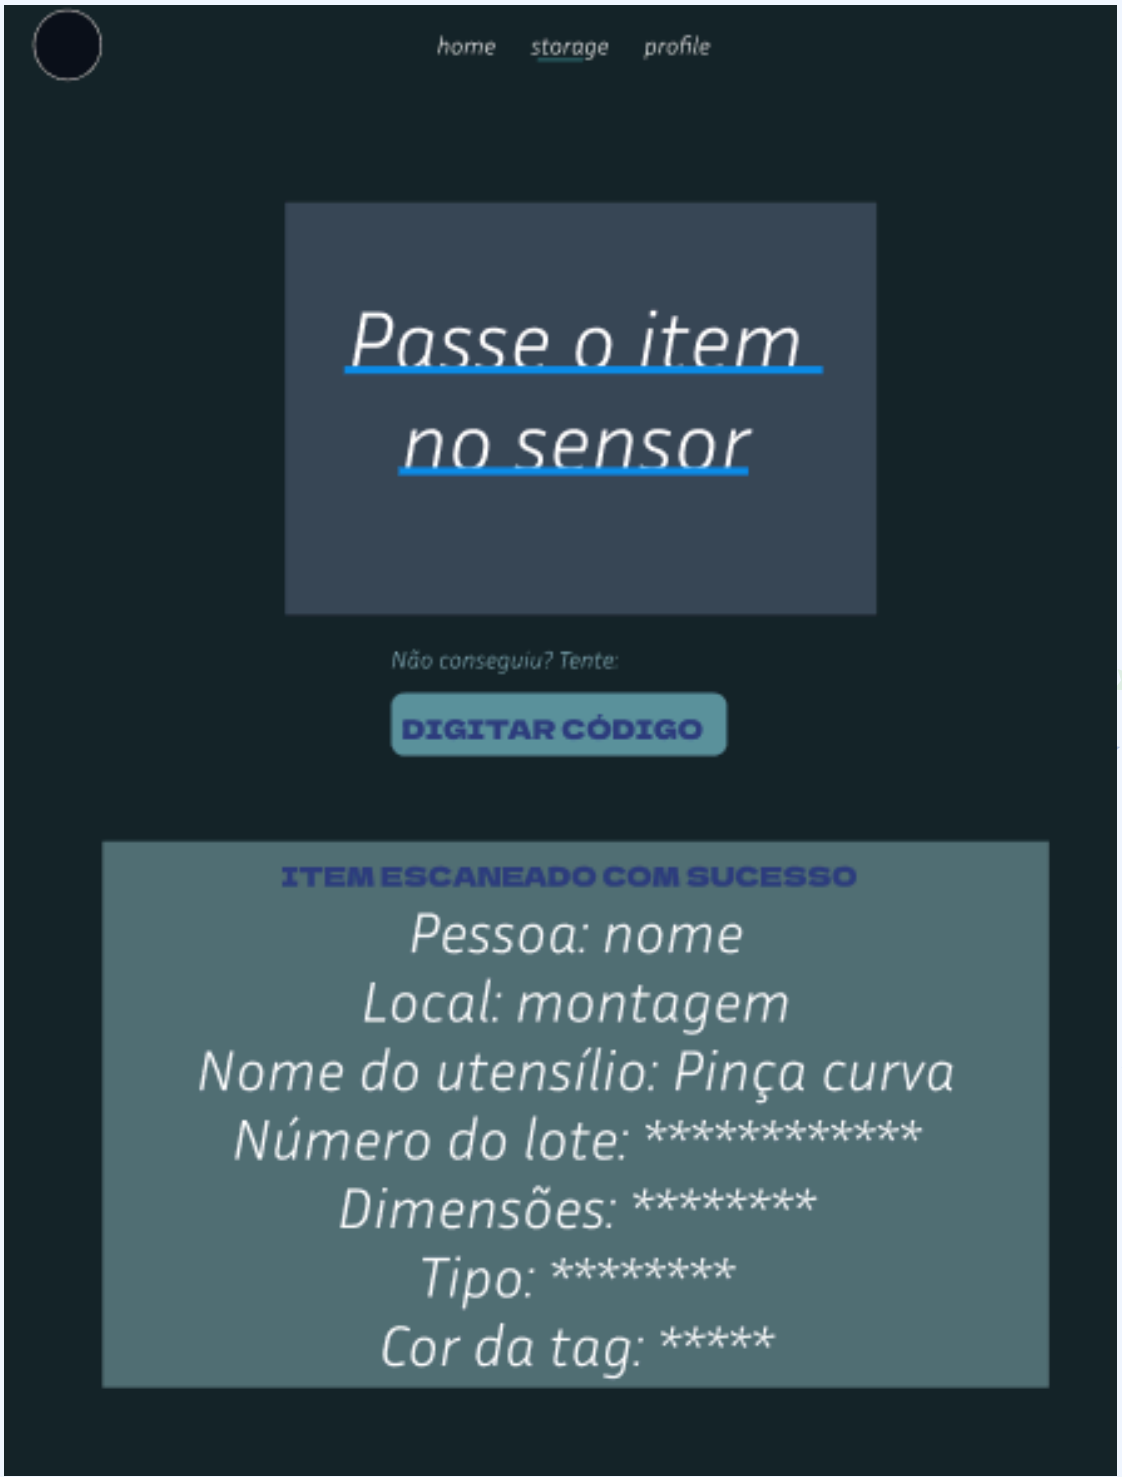 home storage profile
Passe o item
no sensor
Não conseguiu? Tente:
DIGITAR CÓDIGO
ITEM ESCANEADO COM SUCESSO
Pessoa: nome
Local: montagem
Nome do utensílio: Pinça curva
Número do lote: ************
Dimensões: ********
Tipo: ********
Cor da tag: *****